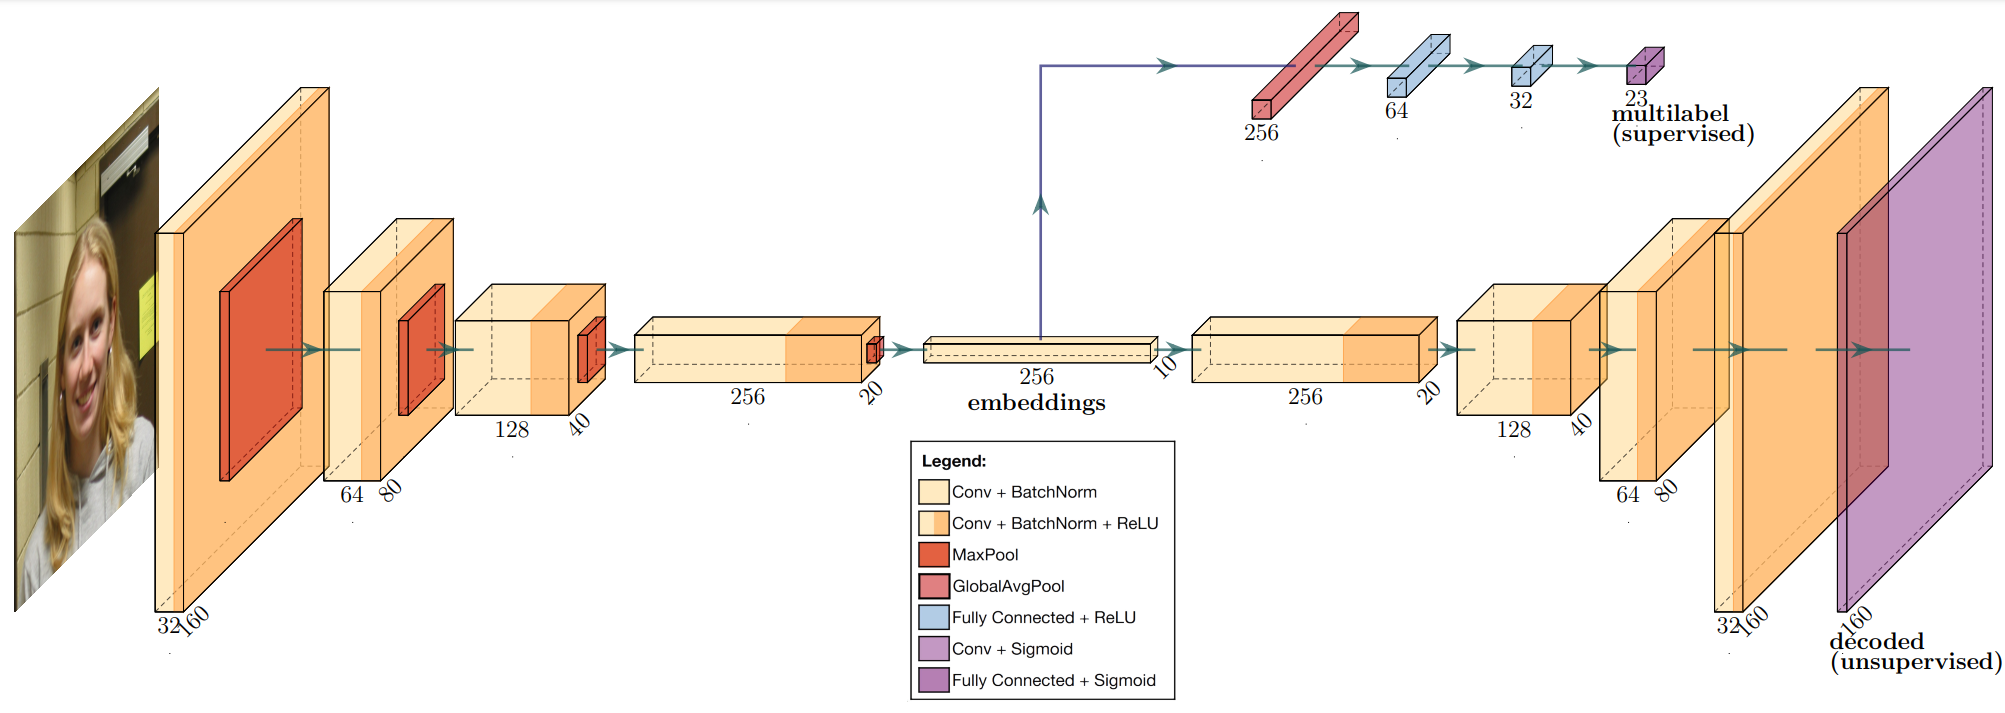 256
64
32
23
multilabel
(supervised)
32
160
64
80
128
40
256
20
256
10
embeddings
256
20
128
40
64
80
32
160
160
decoded
(unsupervised)
Legend:
Conv + BatchNorm
Conv + BatchNorm + ReLU
MaxPool
GlobalAvgPool
Fully Connected + ReLU
Conv + Sigmoid
Fully Connected + Sigmoid